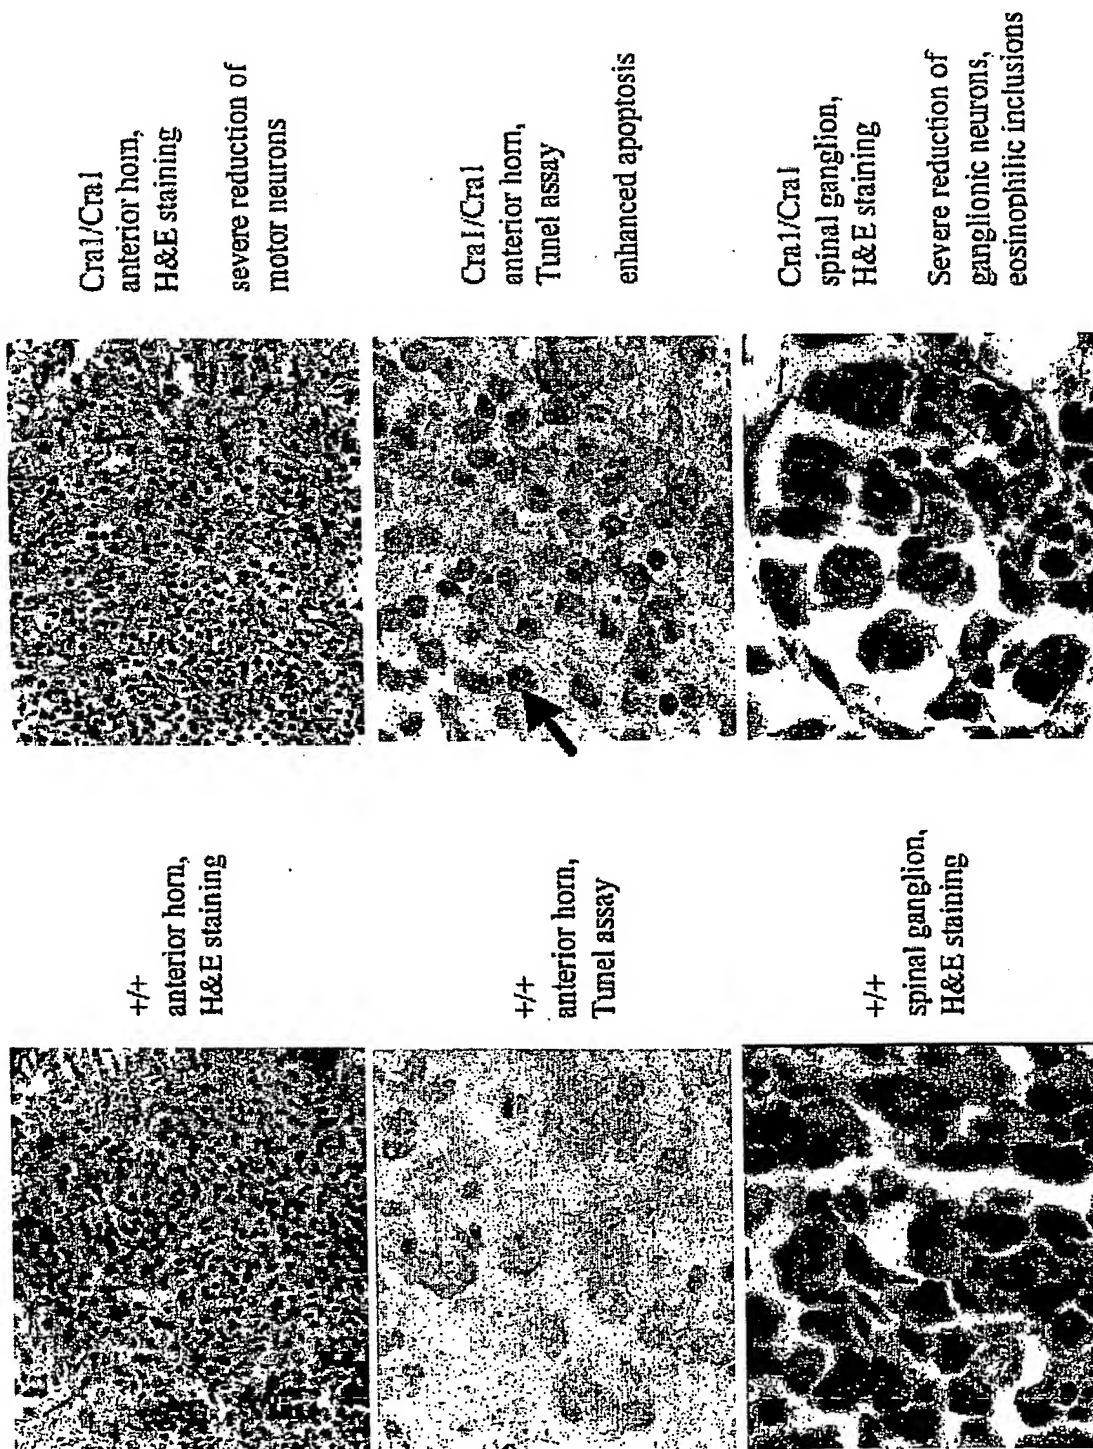 +/+
anterior horn,
H&E staining
Cra1/Cra1
anterior horn,
H&E staining
severe reduction of
motor neurons
+/+
anterior horn,
Tunel assay
Cra1/Cra1
anterior horn,
Tunel assay
enhanced apoptosis
+/+
spinal ganglion,
H&E staining
Cra1/Cra1
spinal ganglion,
H&E staining
Severe reduction of
ganglionic neurons,
eosinophilic inclusions